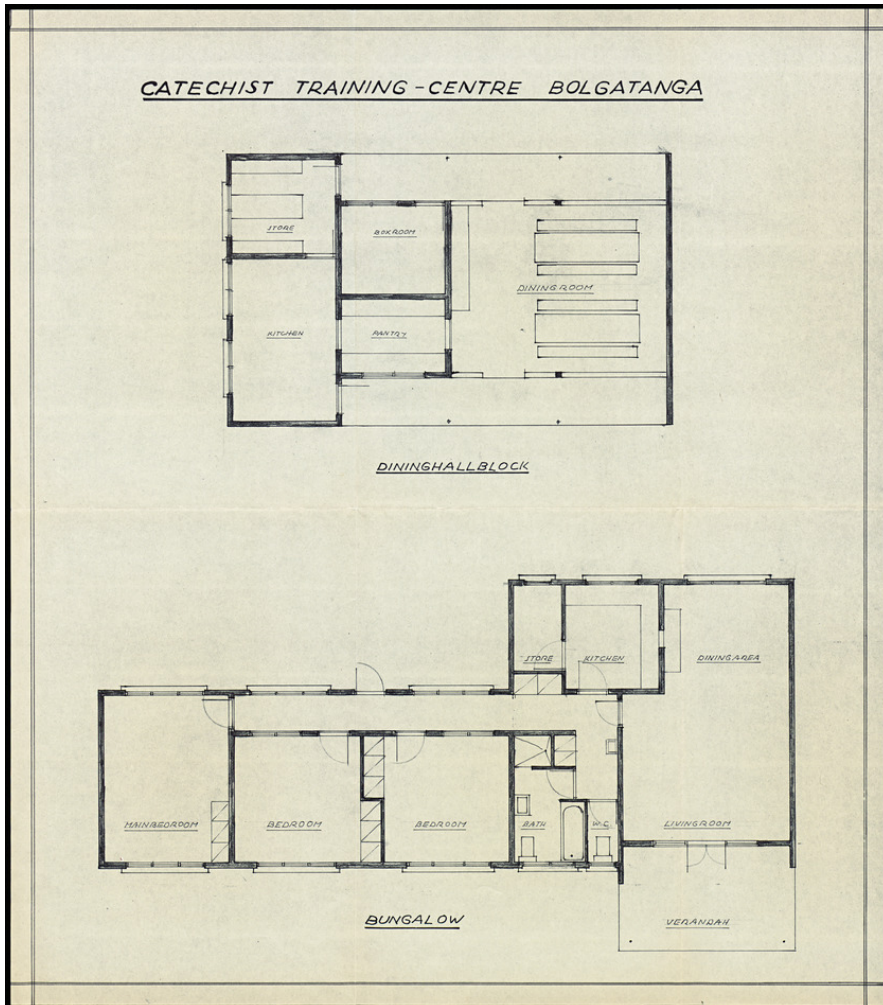 CATECHIST TRAINING-CENTRE BOLGATANGA
STORE
BOXROOM
DININGROOM
KITCHEN
PANTRY
DININGHALLBLOCK
STORE
KITCHEN
DININGAREA
MAINBEDROOM
BEDROOM
BEDROOM
BATH
W.C.
LIVINGROOM
BUNGALOW
VERANDAH